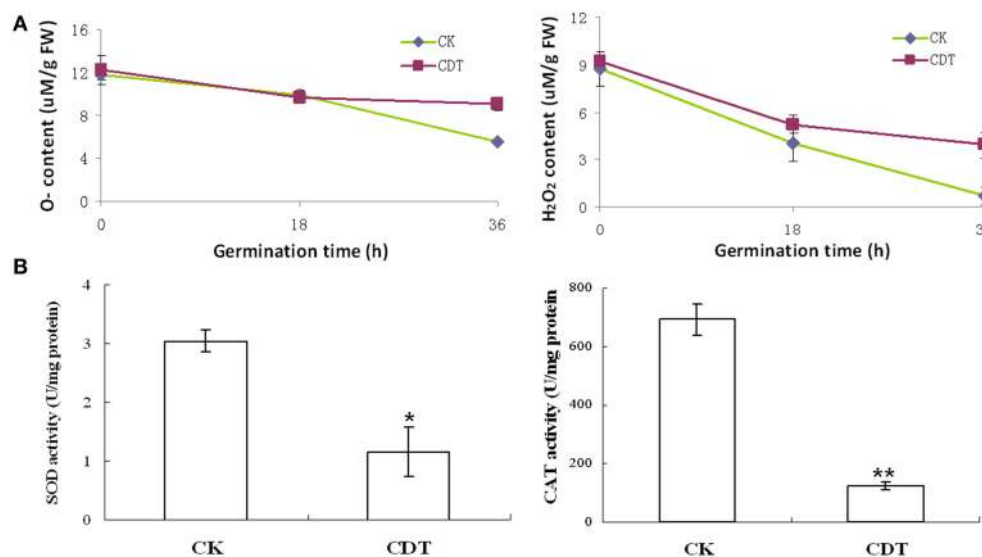 A
O- content (uM/g FW)
16
12
8
4
0
0
18
36
Germination time (h)
CK
CDT
H₂O₂ content (uM/g FW)
12
9
6
3
0
0
18
3
Germination time (h)
CK
CDT
B
SOD activity (U/mg protein)
4
3
2
1
0
*
CK
CDT
CAT activity (U/mg protein
800
600
400
200
0
**
CK
CDT